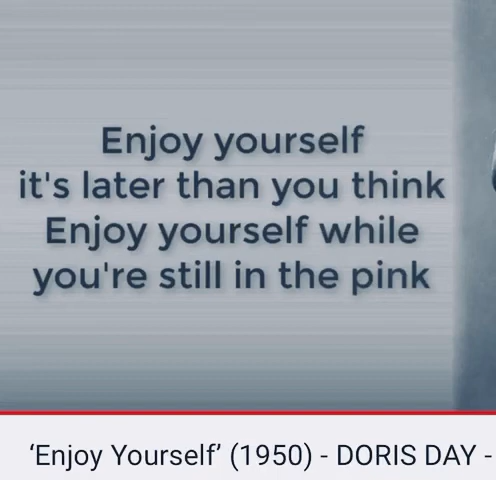 Enjoy yourself
it's later than you think
Enjoy yourself while
you're still in the pink
‘Enjoy Yourself’ (1950) - DORIS DAY -